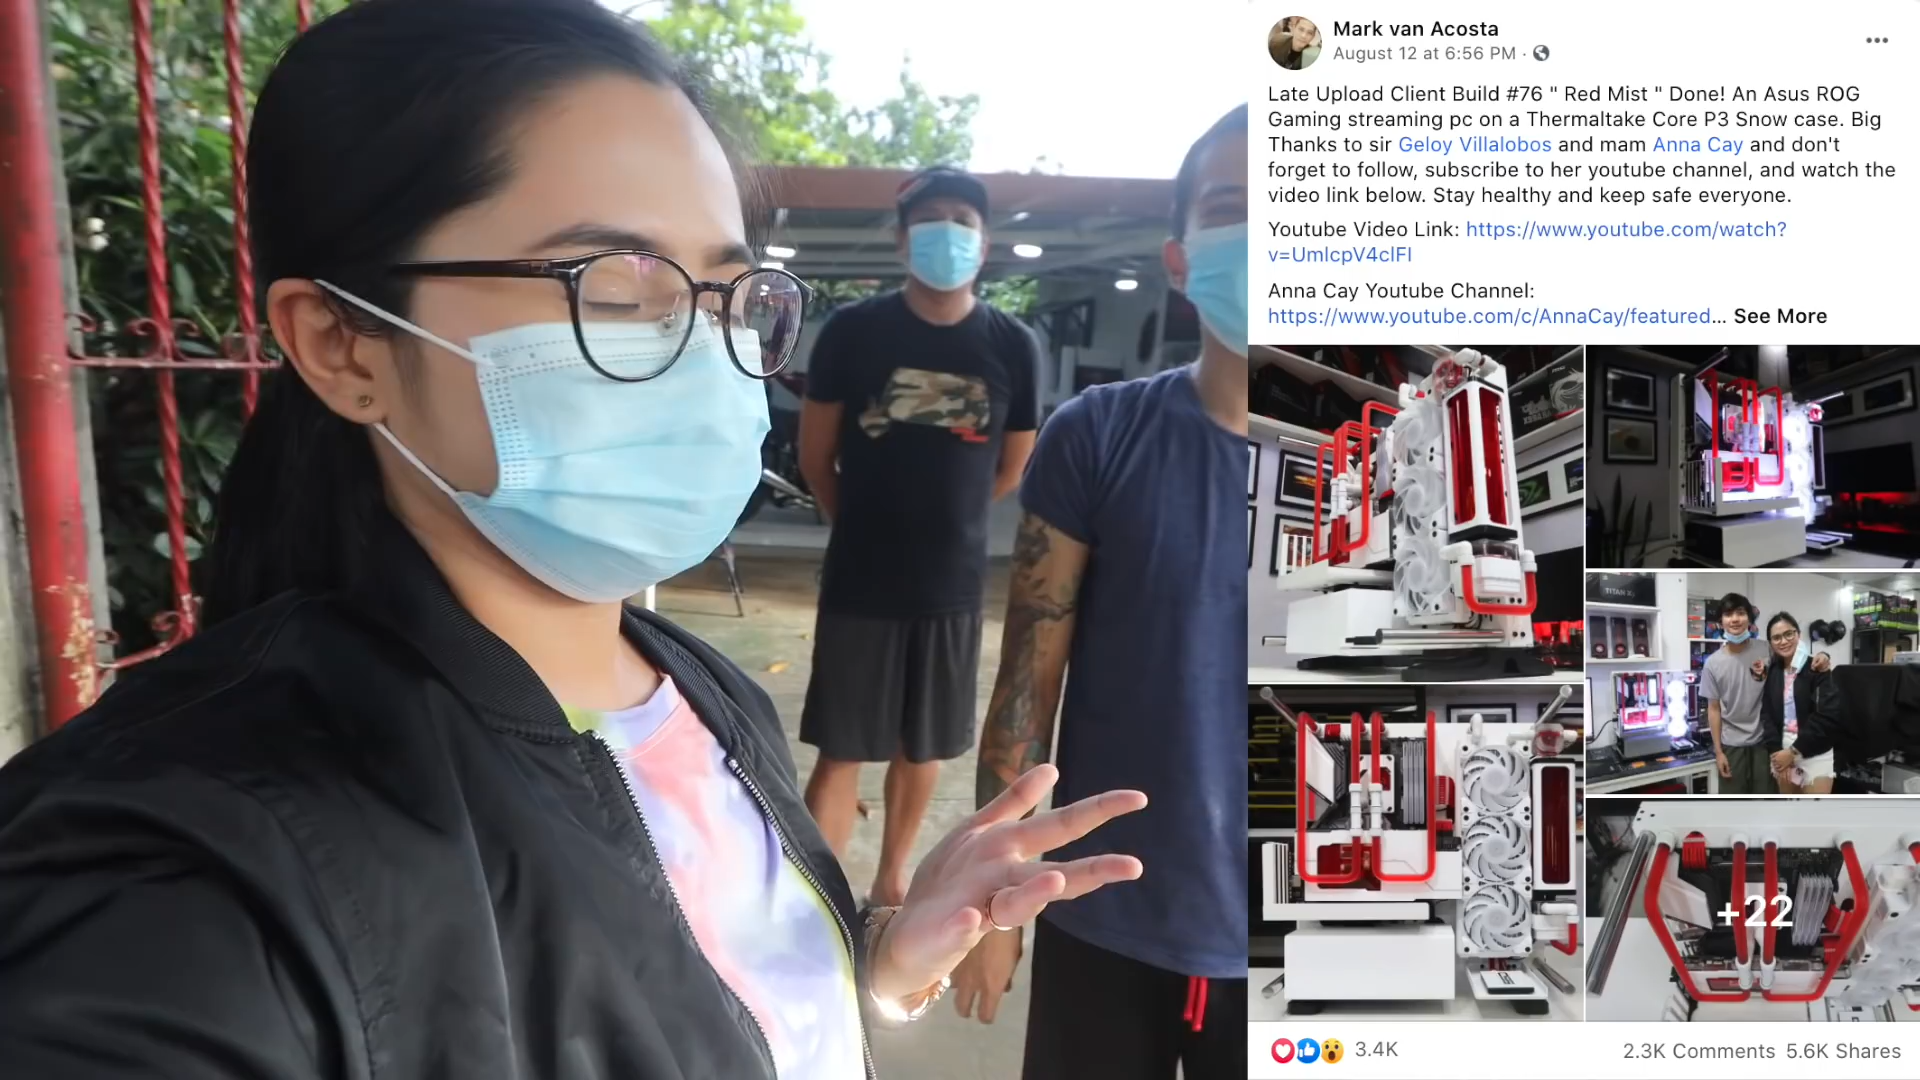 Mark van Acosta
August 12 at 6:56 PM ·
Late Upload Client Build #76 " Red Mist " Done! An Asus ROG
Gaming streaming pc on a Thermaltake Core P3 Snow case. Big
Thanks to sir Geloy Villalobos and mam Anna Cay and don't
forget to follow, subscribe to her youtube channel, and watch the
video link below. Stay healthy and keep safe everyone.
Youtube Video Link: https://www.youtube.com/watch?
v=UmlcpV4clFI
Anna Cay Youtube Channel:
https://www.youtube.com/c/AnnaCay/featured... See More
TITAN X
+22
3.4K
2.3K Comments 5.6K Shares